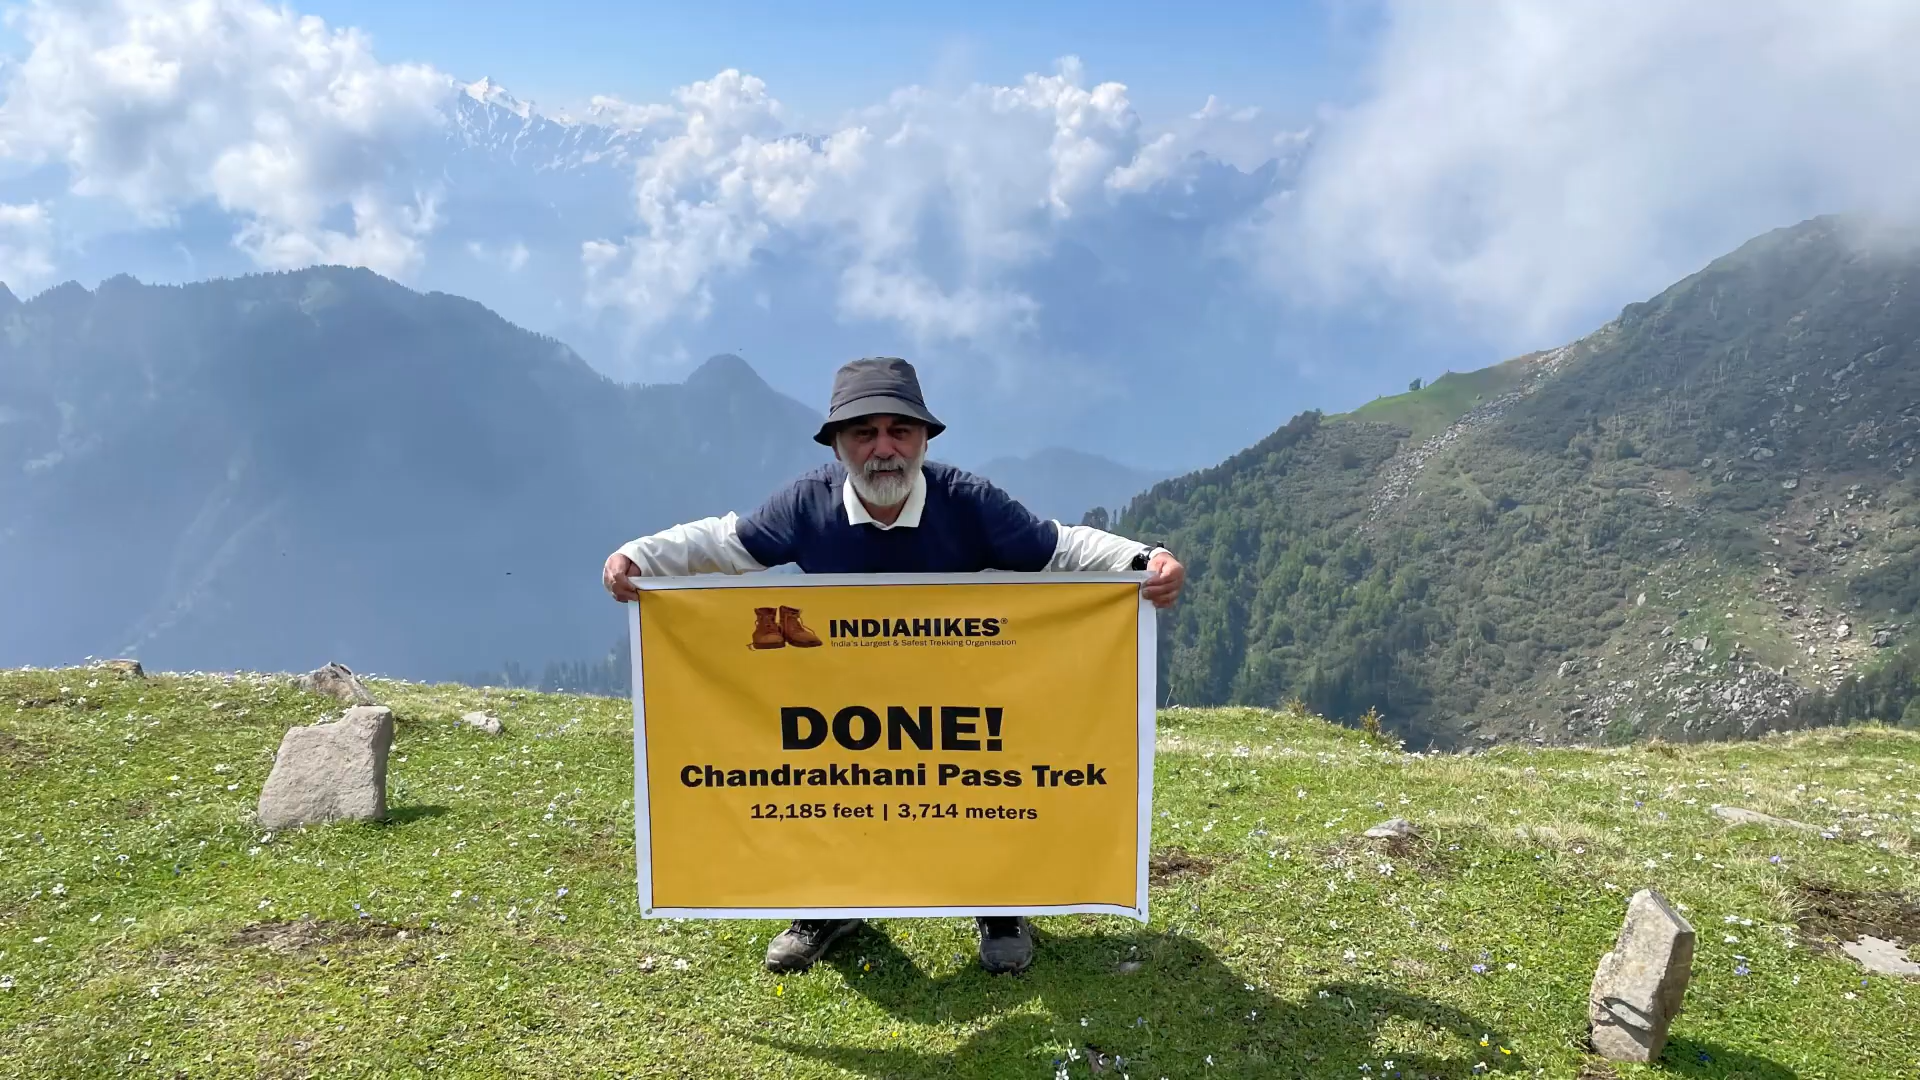 INDIAHIKES®
India's Largest & Safest Trekking Organisation
DONE!
Chandrakhani Pass Trek
12,185 feet | 3,714 meters